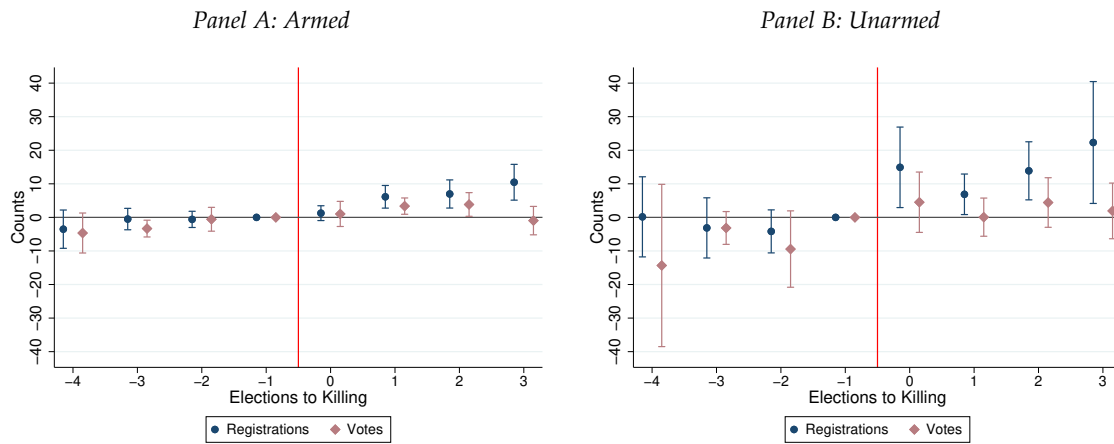 Panel A: Armed
Counts
40
30
20
10
0
−10
−20
−30
−40
−4 −3 −2 −1 0 1 2 3
Elections to Killing
Registrations Votes
Panel B: Unarmed
Counts
40
30
20
10
0
−10
−20
−30
−40
−4 −3 −2 −1 0 1 2 3
Elections to Killing
Registrations Votes